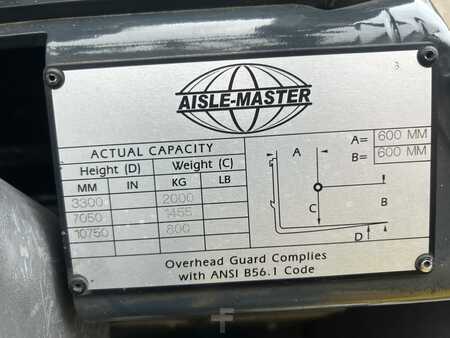 3
AISLE-MASTER
ACTUAL CAPACITY
Height (D) Weight (C)
MM IN KG LB
3300 2000
7050 1455
10750 800
A= 600 MM
B= 600 MM
A
B
C
D
Overhead Guard Complies
with ANSI B56.1 Code